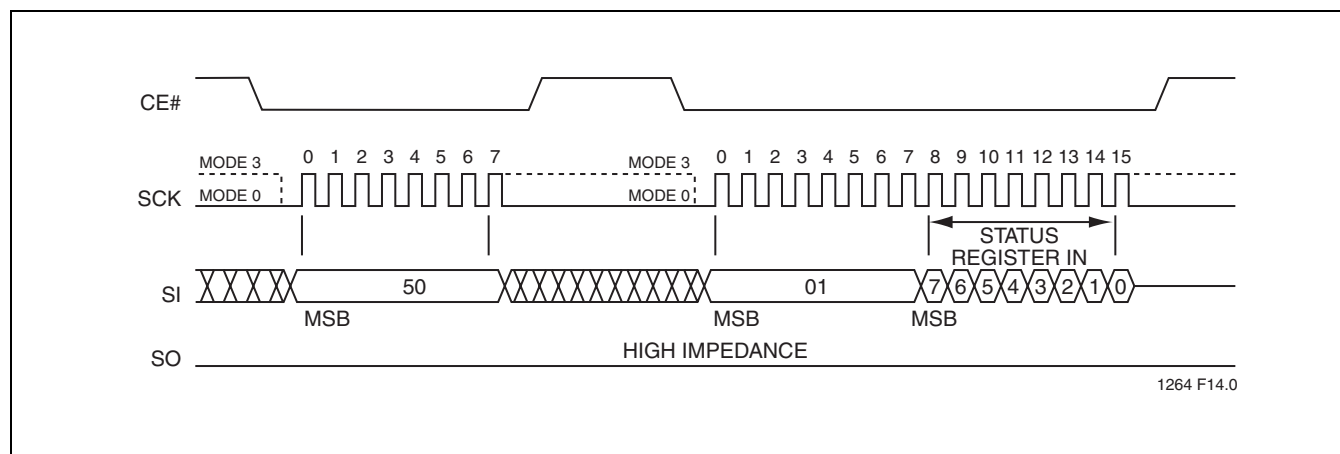 CE#
MODE 3 0 1 2 3 4 5 6 7 MODE 3 0 1 2 3 4 5 6 7 8 9 10 11 12 13 14 15
SCK MODE 0 MODE 0
STATUS
REGISTER IN
SI 50 01 7 6 5 4 3 2 1 0
MSB MSB MSB
SO HIGH IMPEDANCE
1264 F14.0